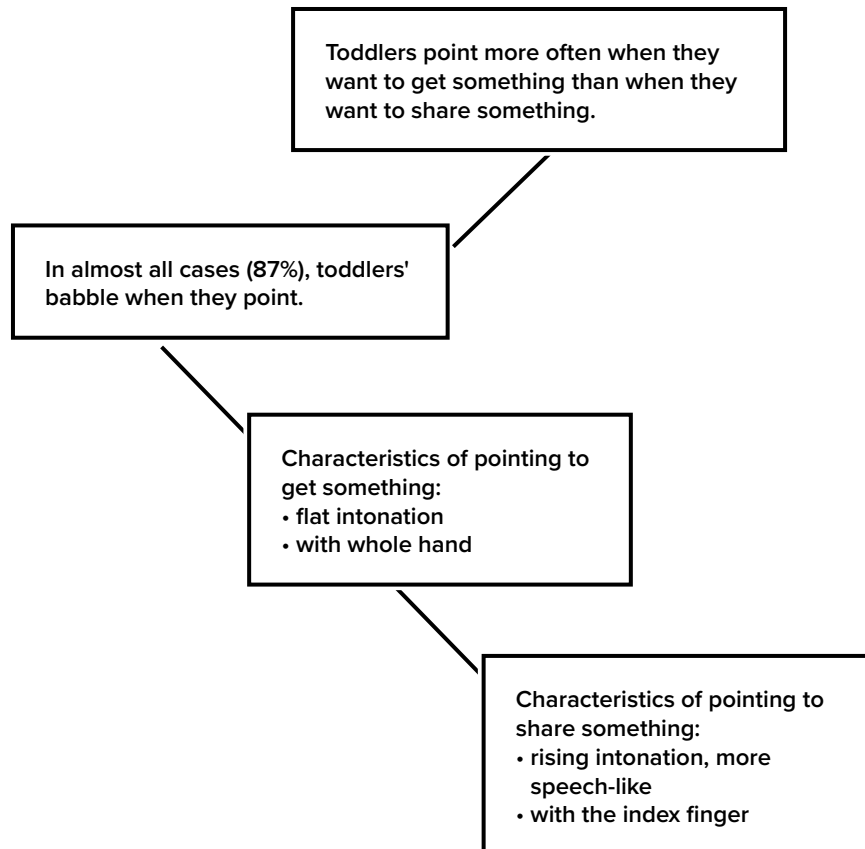 Toddlers point more often when they
want to get something than when they
want to share something.
In almost all cases (87%), toddlers'
babble when they point.
Characteristics of pointing to
get something:
• flat intonation
• with whole hand
Characteristics of pointing to
share something:
• rising intonation, more
speech-like
• with the index finger